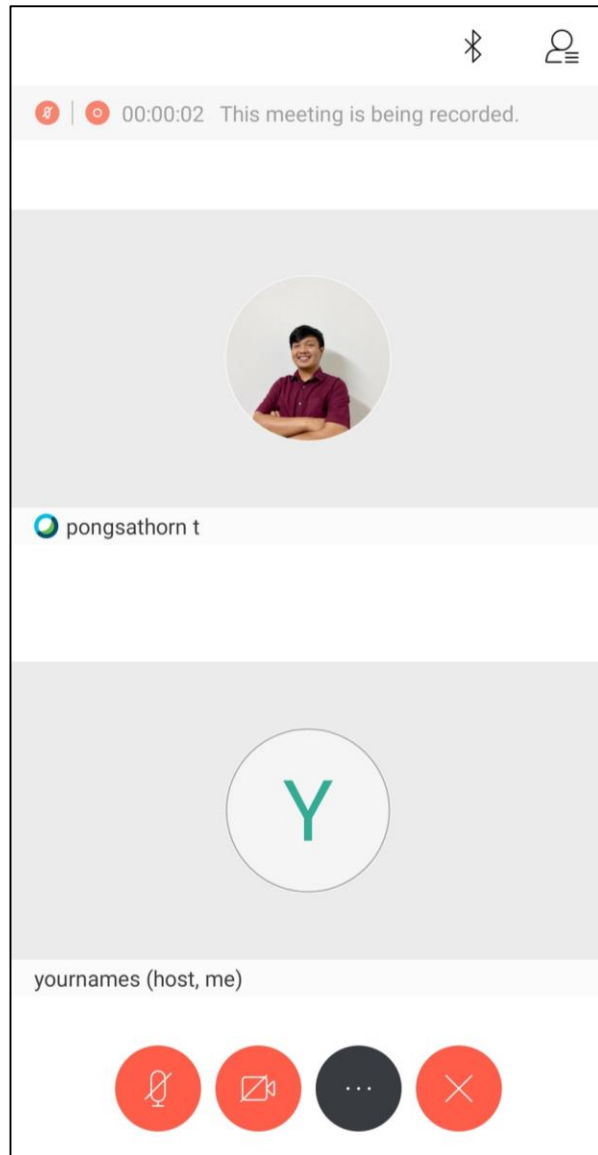 00:00:02 This meeting is being recorded.
pongsathorn t
Y
yournames (host, me)